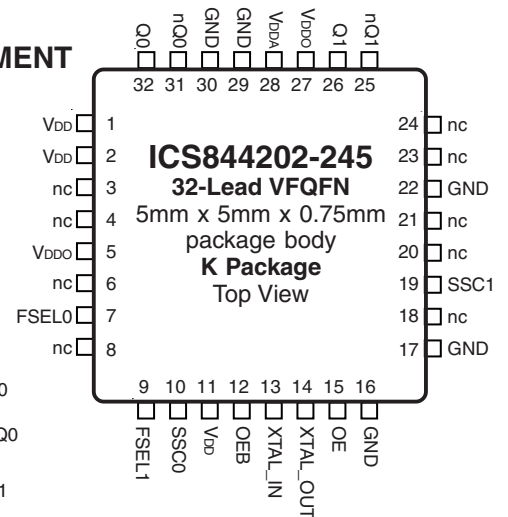 MENT
Q0
nQ0
GND
GND
VDDA
VDDO
Q1
nQ1
32 31 30 29 28 27 26 25
VDD 1
VDD 2
nc 3
nc 4
VDDO 5
nc 6
FSEL0 7
nc 8
ICS844202-245
32-Lead VFQFN
5mm x 5mm x 0.75mm
package body
K Package
Top View
24 nc
23 nc
22 GND
21 nc
20 nc
19 SSC1
18 nc
17 GND
9 10 11 12 13 14 15 16
FSEL1
SSC0
VDD
OEB
XTAL_IN
XTAL_OUT
OE
GND
0
Q0
1